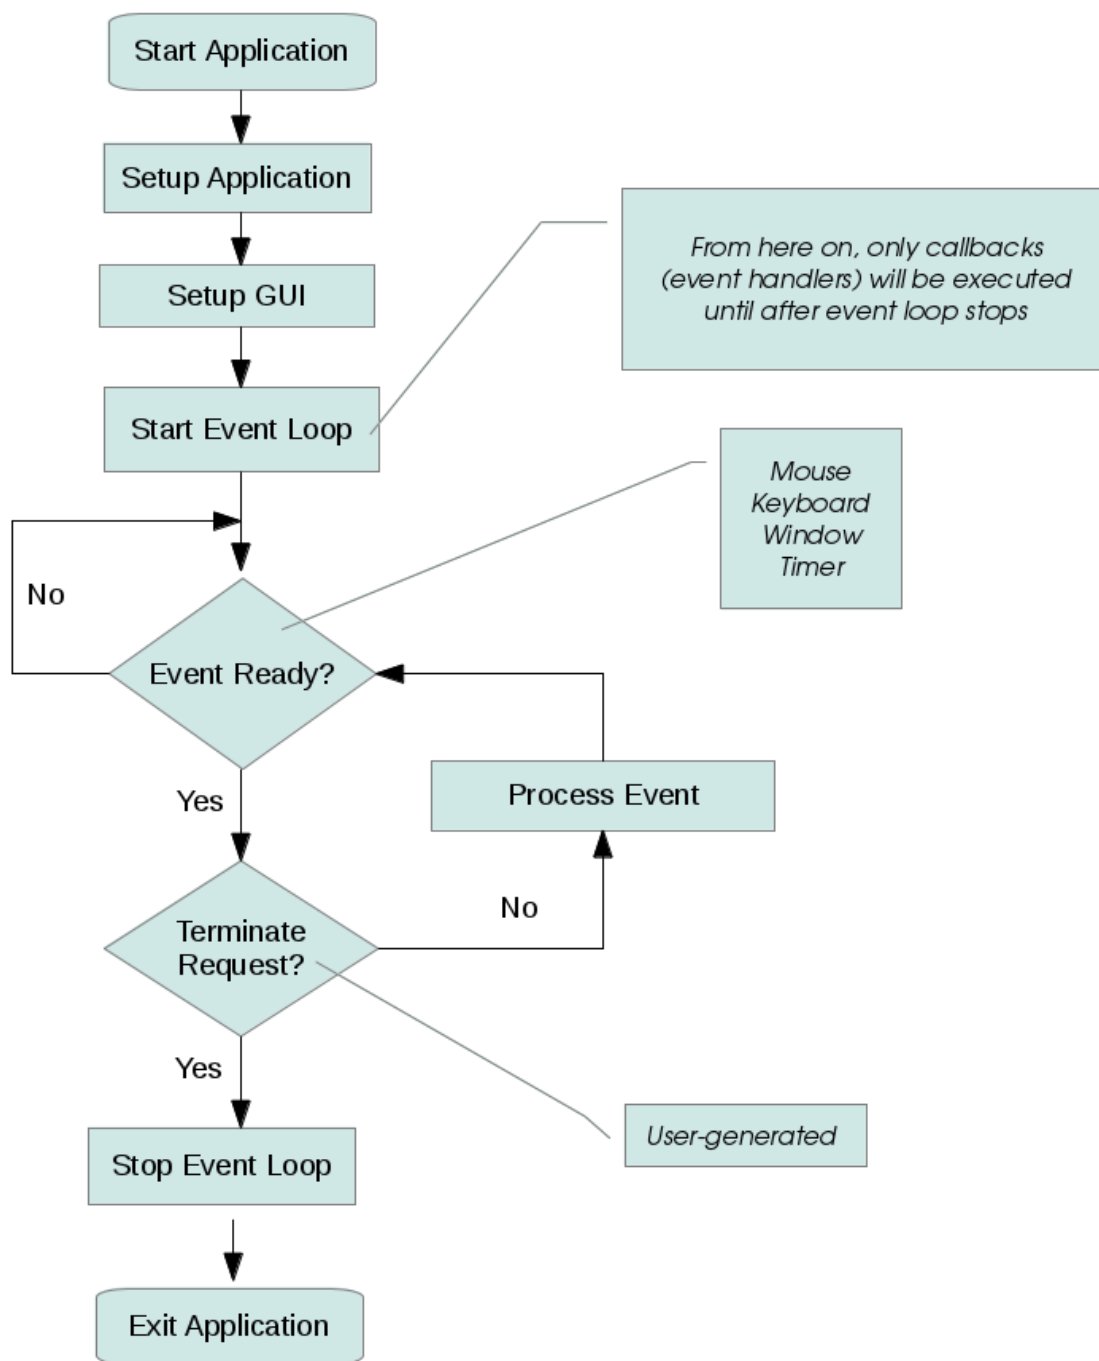 Start Application
Setup Application
From here on, only callbacks
(event handlers) will be executed
until after event loop stops
Setup GUI
Start Event Loop
Mouse
Keyboard
Window
Timer
No
Event Ready?
Yes
Process Event
No
Terminate
Request?
Yes
User-generated
Stop Event Loop
Exit Application